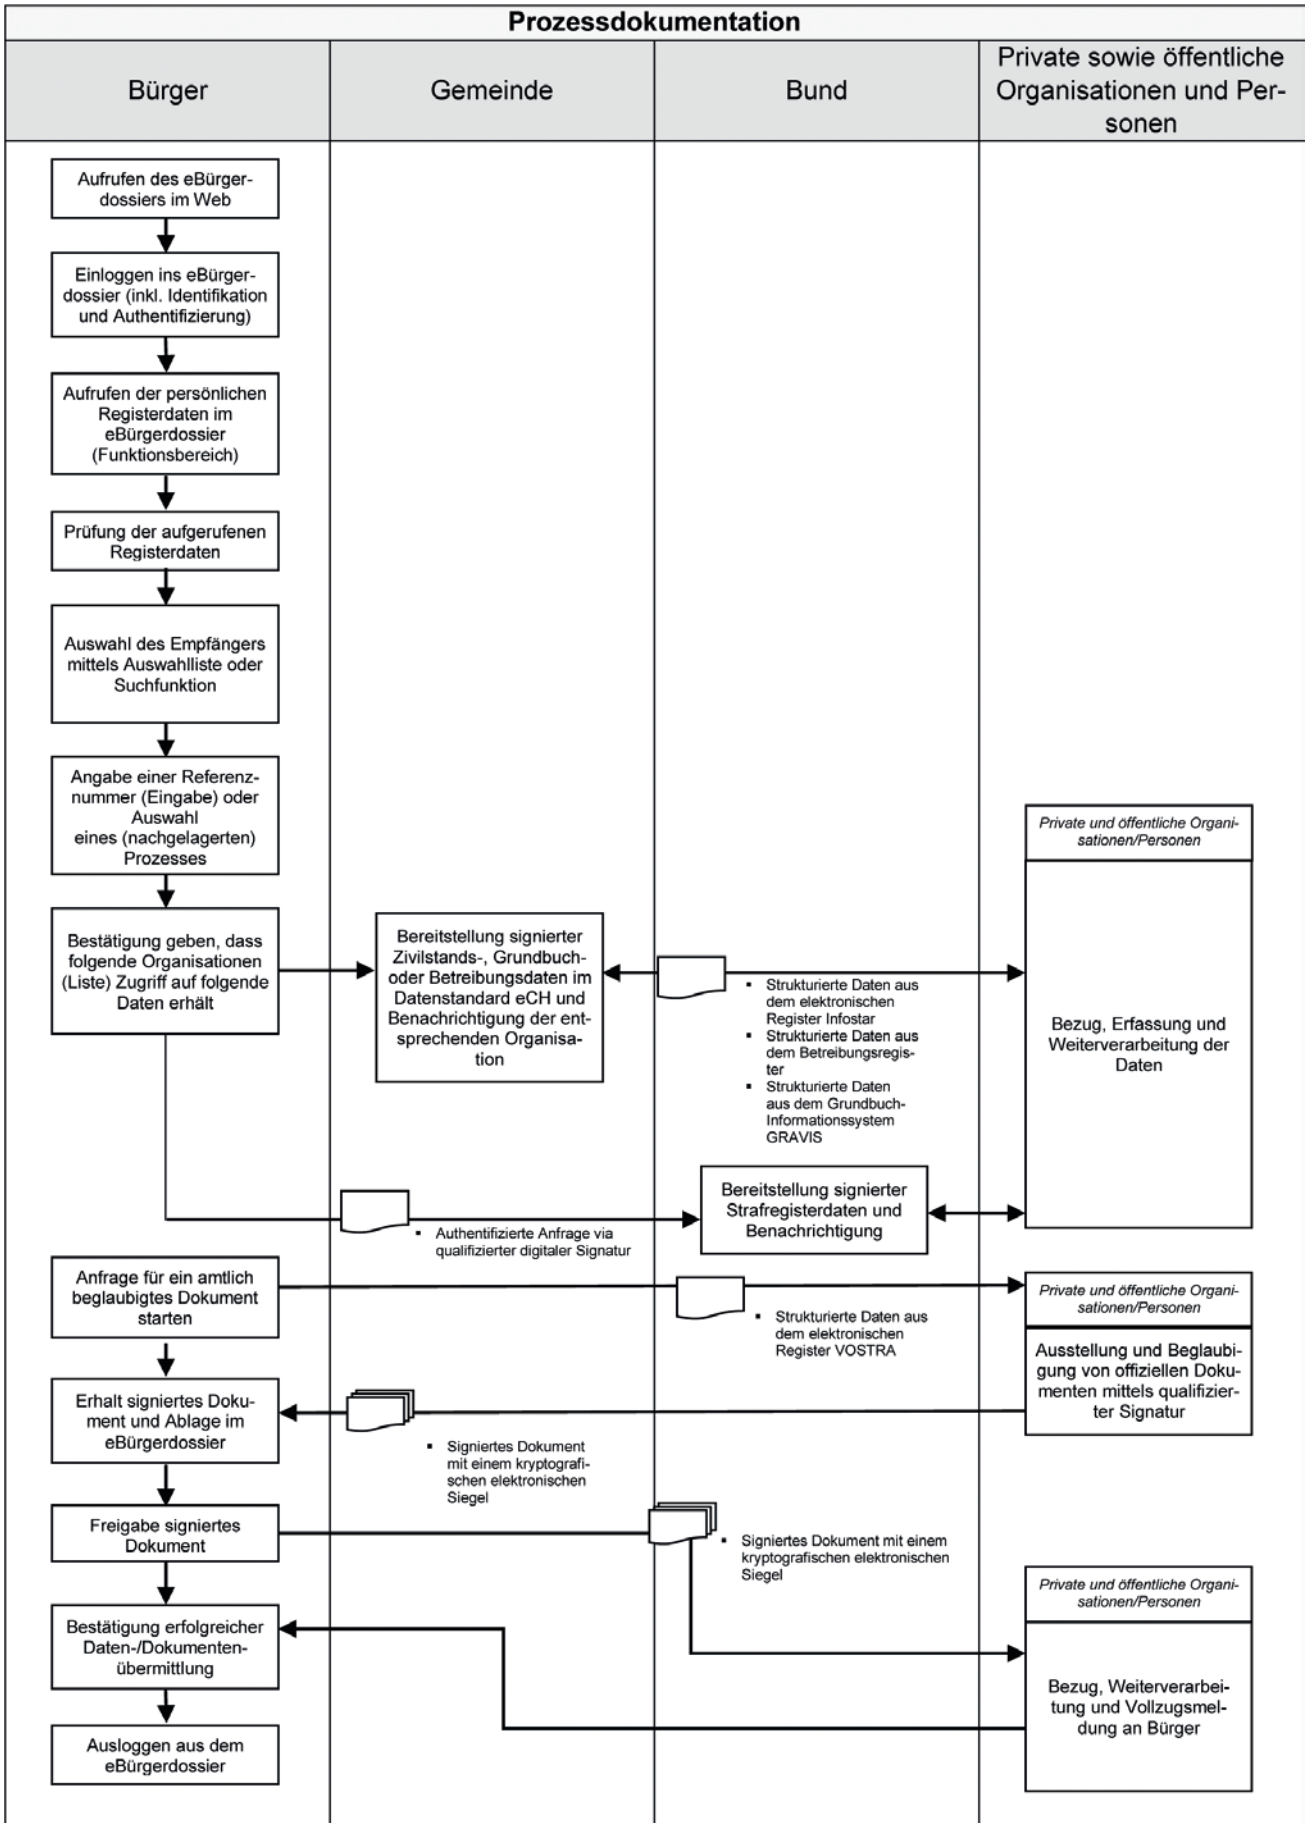 Prozessdokumentation
Bürger
Gemeinde
Bund
Private sowie öffentliche
Organisationen und Per-
sonen
Aufrufen des eBürger-
dossiers im Web
Einloggen ins eBürger-
dossier (inkl. Identifikation
und Authentifizierung)
Aufrufen der persönlichen
Registerdaten im
eBürgerdossier
(Funktionsbereich)
Prüfung der aufgerufenen
Registerdaten
Auswahl des Empfängers
mittels Auswahlliste oder
Suchfunktion
Angabe einer Referenz-
nummer (Eingabe) oder
Auswahl
eines (nachgelagerten)
Prozesses
Bestätigung geben, dass
folgende Organisationen
(Liste) Zugriff auf folgende
Daten erhält
Bereitstellung signierter
Zivilstands-, Grundbuch-
oder Betreibungsdaten im
Datenstandard eCH und
Benachrichtigung der ent-
sprechenden Organisa-
tion
▪ Strukturierte Daten aus
dem elektronischen
Register Infostar
▪ Strukturierte Daten aus
dem Betreibungsregis-
ter
▪ Strukturierte Daten
aus dem Grundbuch-
Informationssystem
GRAVIS
Private und öffentliche Organi-
sationen/Personen
Bezug, Erfassung und
Weiterverarbeitung der
Daten
▪ Authentifizierte Anfrage via
qualifizierter digitaler Signatur
Bereitstellung signierter
Strafregisterdaten und
Benachrichtigung
Anfrage für ein amtlich
beglaubigtes Dokument
starten
▪ Strukturierte Daten aus
dem elektronischen
Register VOSTRA
Private und öffentliche Organi-
sationen/Personen
Ausstellung und Beglaubi-
gung von offiziellen Doku-
menten mittels qualifizier-
ter Signatur
Erhalt signiertes Doku-
ment und Ablage im
eBürgerdossier
▪ Signiertes Dokument
mit einem kryptografi-
schen elektronischen
Siegel
Freigabe signiertes
Dokument
▪ Signiertes Dokument mit einem
kryptografischen elektronischen
Siegel
Private und öffentliche Organi-
sationen/Personen
Bezug, Weiterverarbei-
tung und Vollzugsmel-
dung an Bürger
Bestätigung erfolgreicher
Daten-/Dokumenten-
übermittlung
Ausloggen aus dem
eBürgerdossier